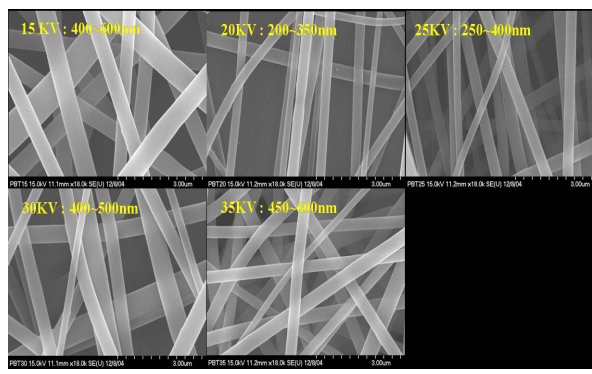 15 KV : 400~600nm
20KV : 200~350nm
25KV : 250~400nm
PBT15 15.0kV 11.1mm x18.0k SE(U) 12/8/04 3.00um
PBT20 15.0kV 11.2mm x18.0k SE(U) 12/8/04 3.00um
PBT25 15.0kV 11.2mm x18.0k SE(U) 12/8/04 3.00um
30KV : 400~500nm
35KV : 450~600nm
PBT30 15.0kV 11.1mm x18.0k SE(U) 12/8/04 3.00um
PBT35 15.0kV 11.2mm x18.0k SE(U) 12/8/04 3.00um